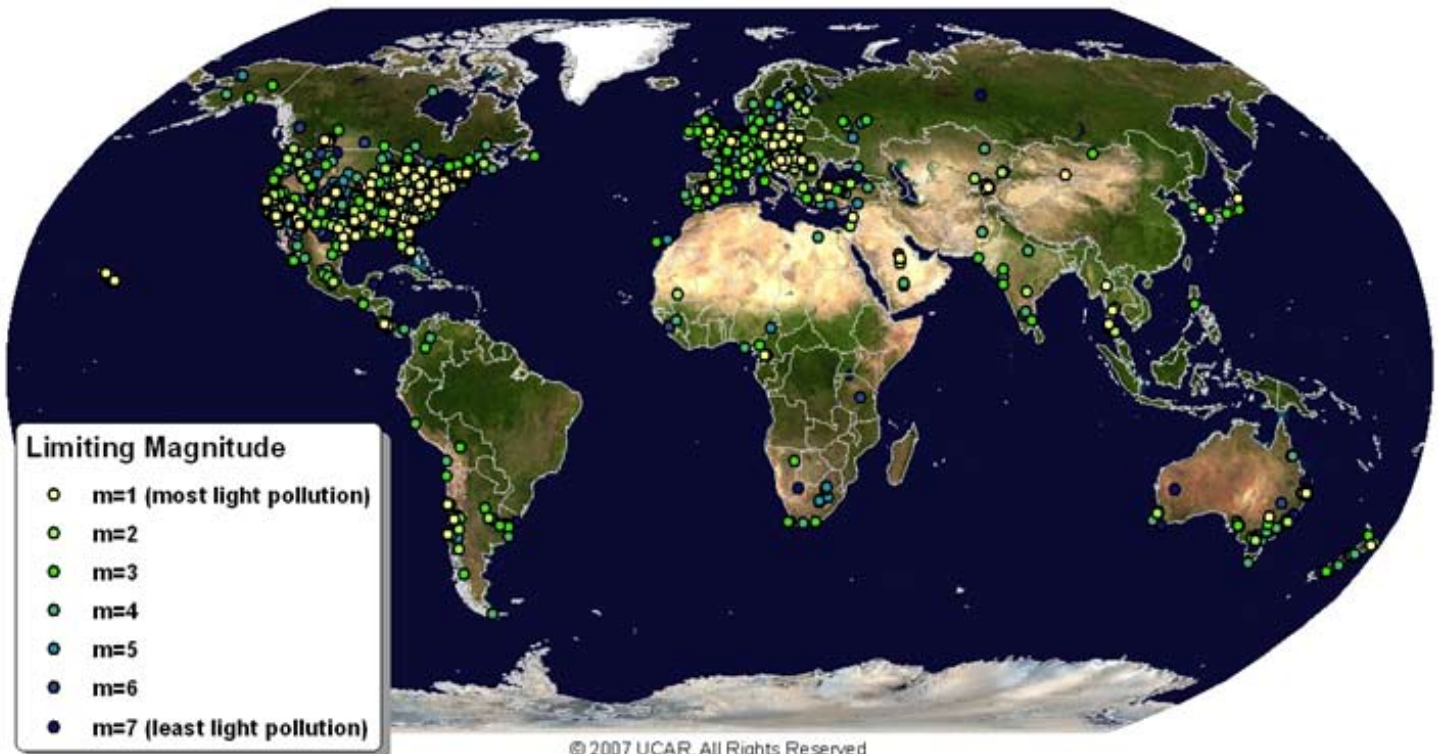 Limiting Magnitude
m=1 (most light pollution)
m=2
m=3
m=4
m=5
m=6
m=7 (least light pollution)
© 2007 UCAR. All Rights Reserved